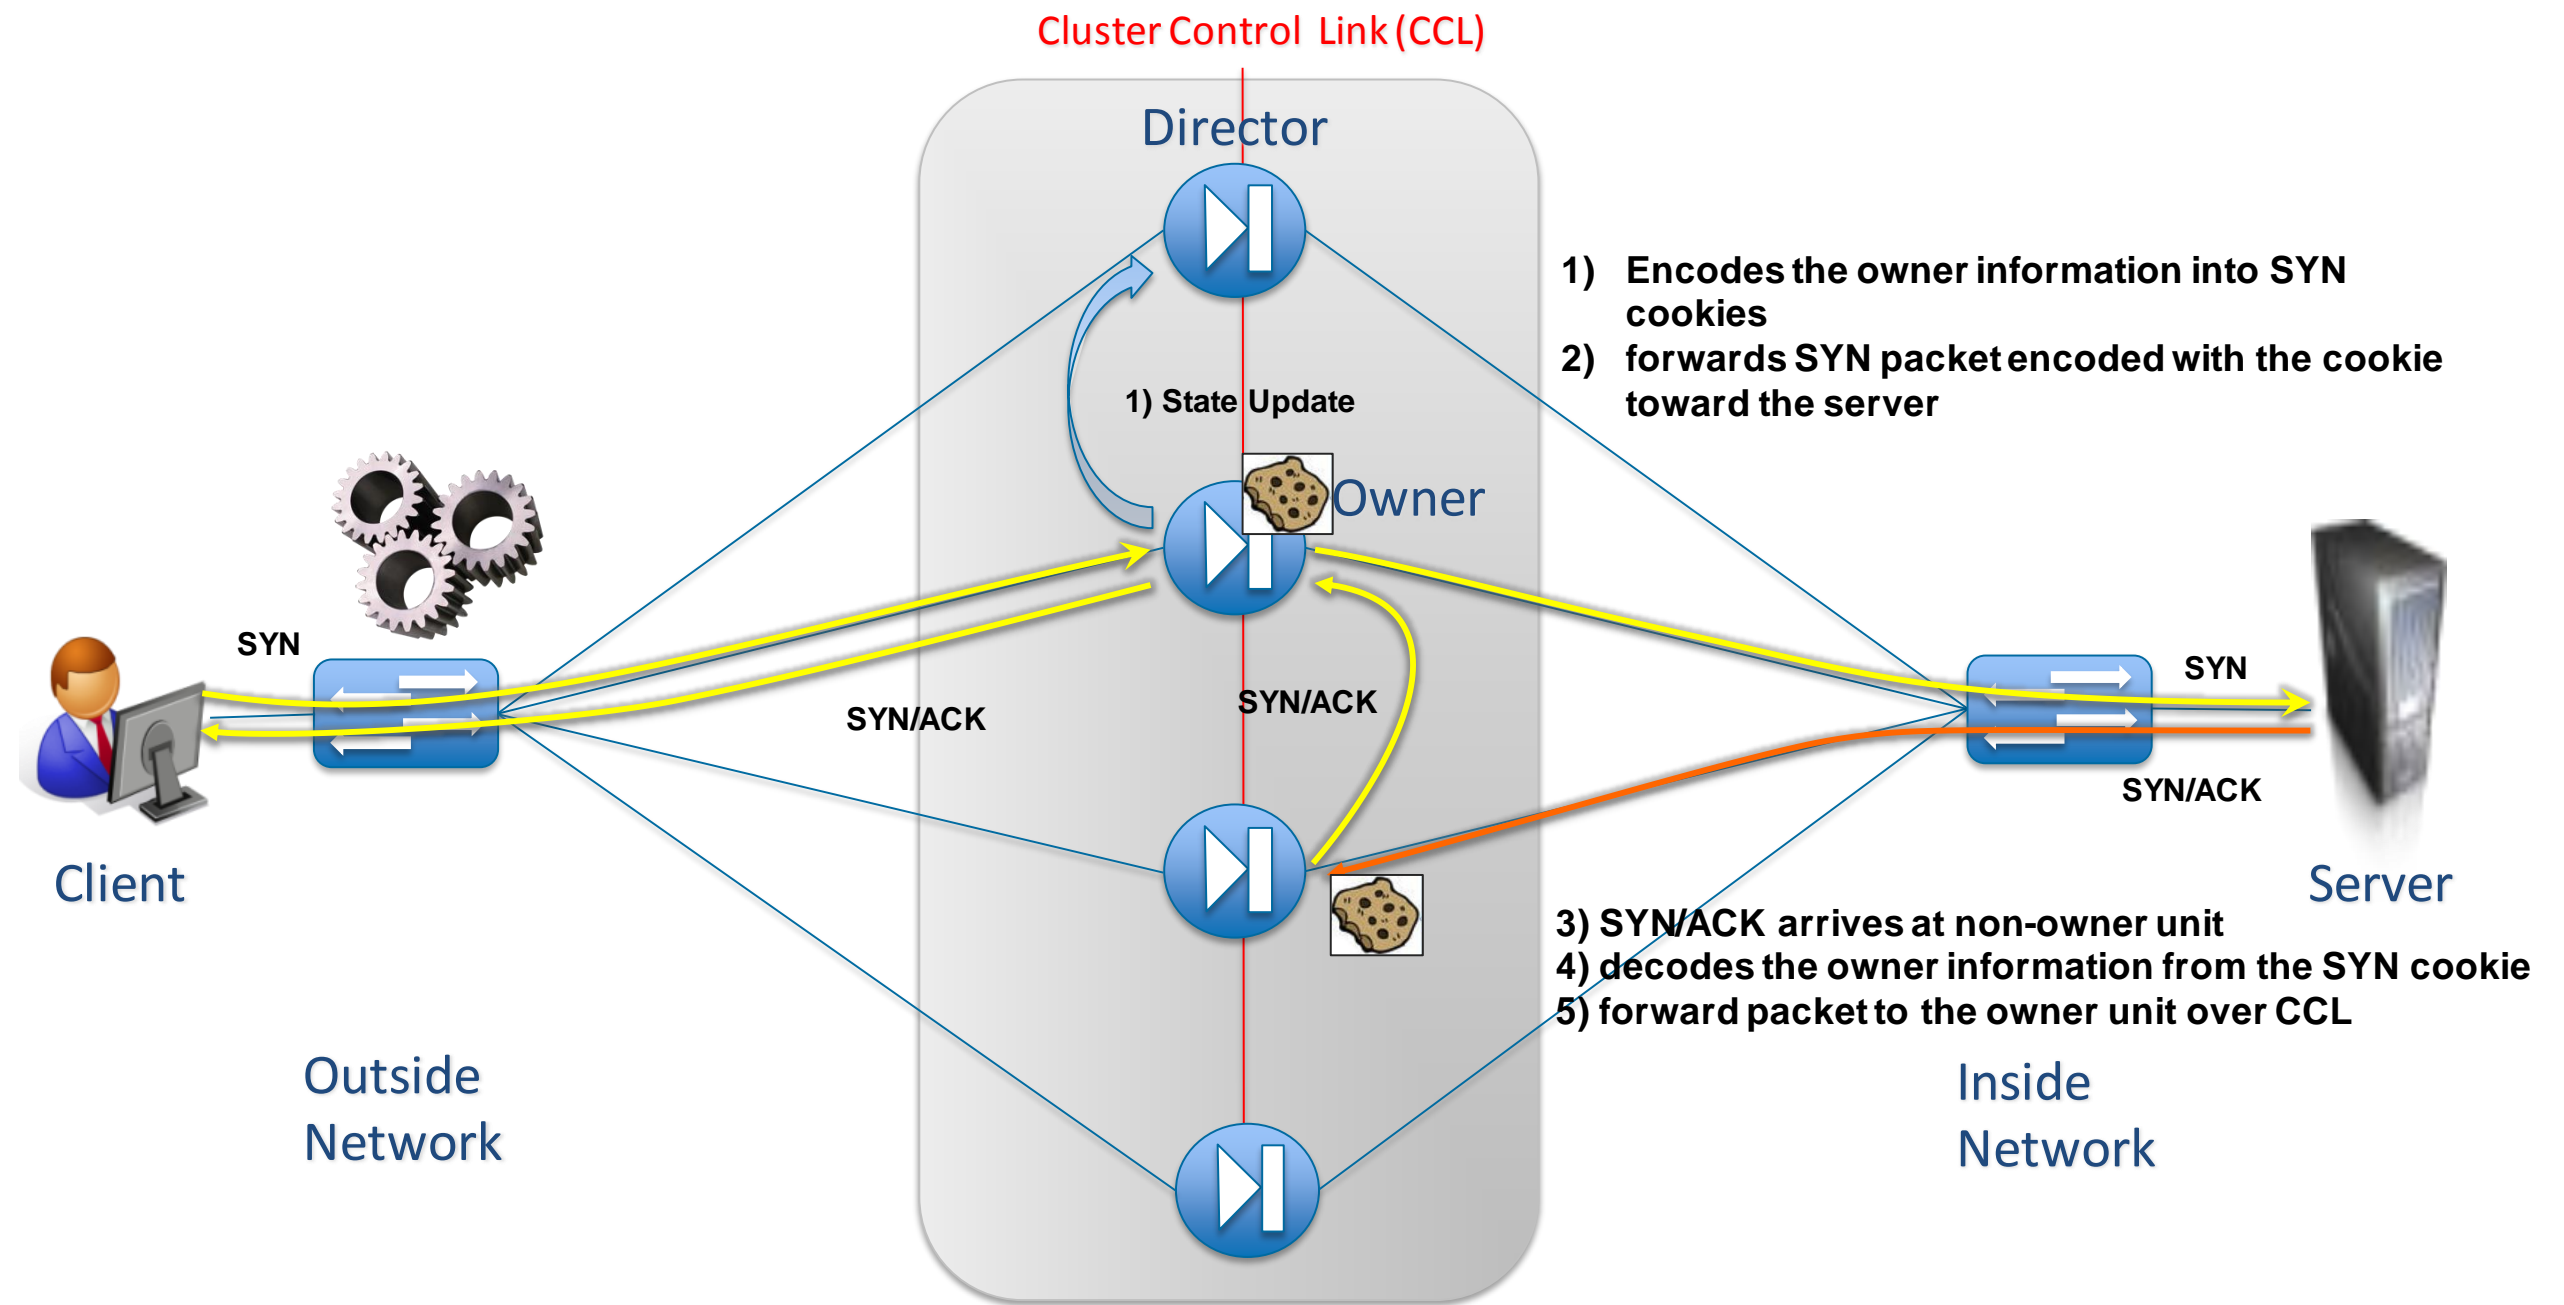 Cluster Control Link (CCL)
Director
1) Encodes the owner information into SYN
cookies
2) forwards SYN packet encoded with the cookie
toward the server
1) State Update
Owner
SYN
SYN
SYN/ACK
SYN/ACK
SYN/ACK
Client
Server
3) SYN/ACK arrives at non-owner unit
4) decodes the owner information from the SYN cookie
5) forward packet to the owner unit over CCL
Outside
Network
Inside
Network